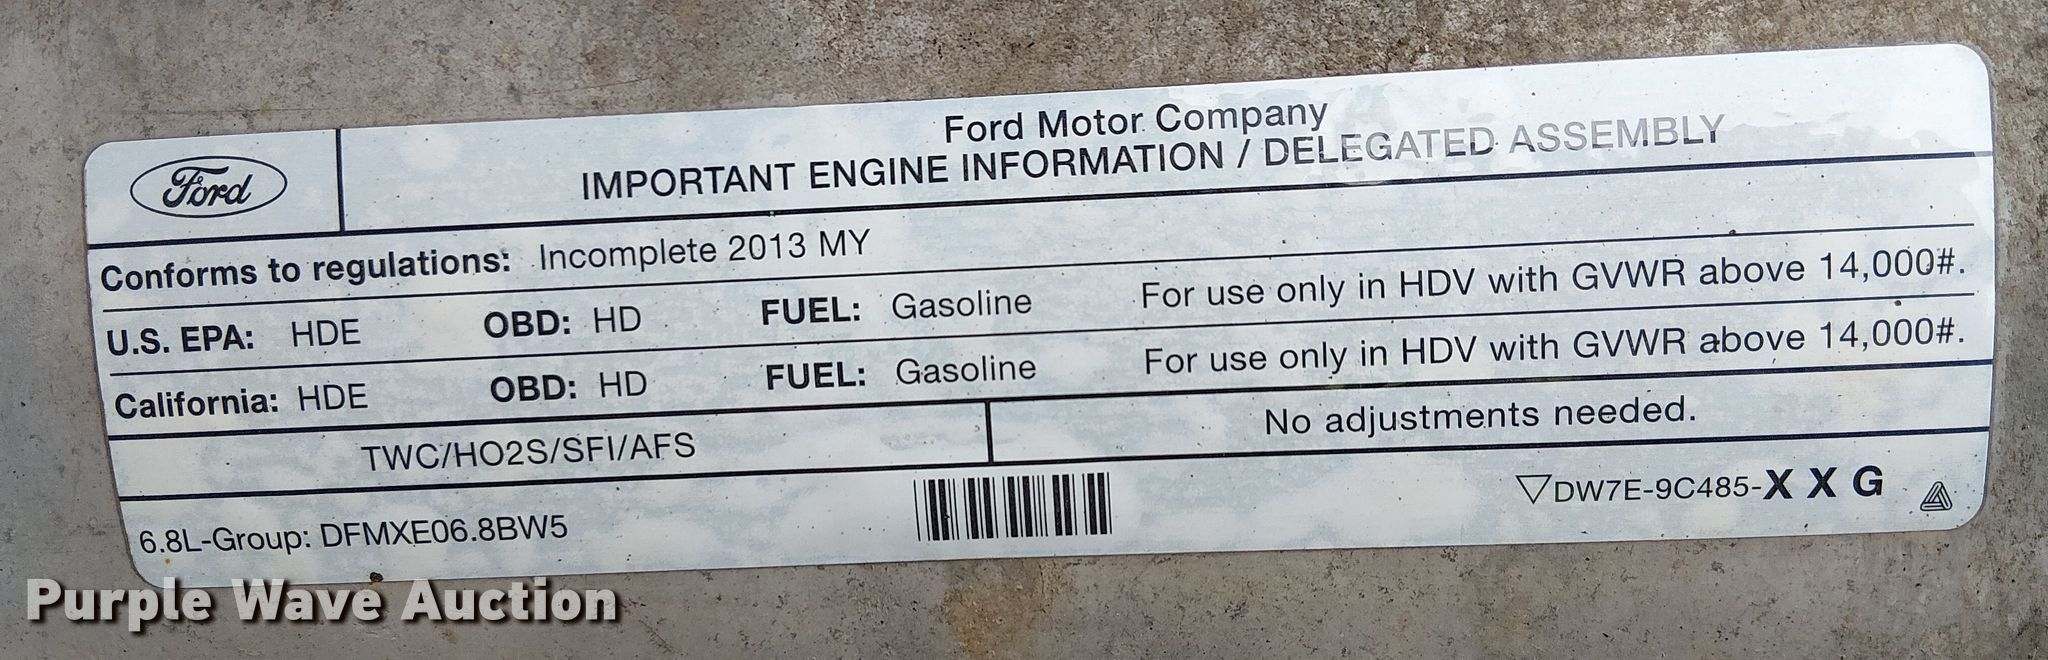 Ford
Ford Motor Company
IMPORTANT ENGINE INFORMATION / DELEGATED ASSEMBLY
Conforms to regulations: Incomplete 2013 MY
U.S. EPA: HDE OBD: HD FUEL: Gasoline For use only in HDV with GVWR above 14,000#.
California: HDE OBD: HD FUEL: Gasoline For use only in HDV with GVWR above 14,000#.
TWC/HO2S/SFI/AFS No adjustments needed.
6.8L-Group: DFMXE06.8BW5 ▽DW7E-9C485-X X G
Purple Wave Auction